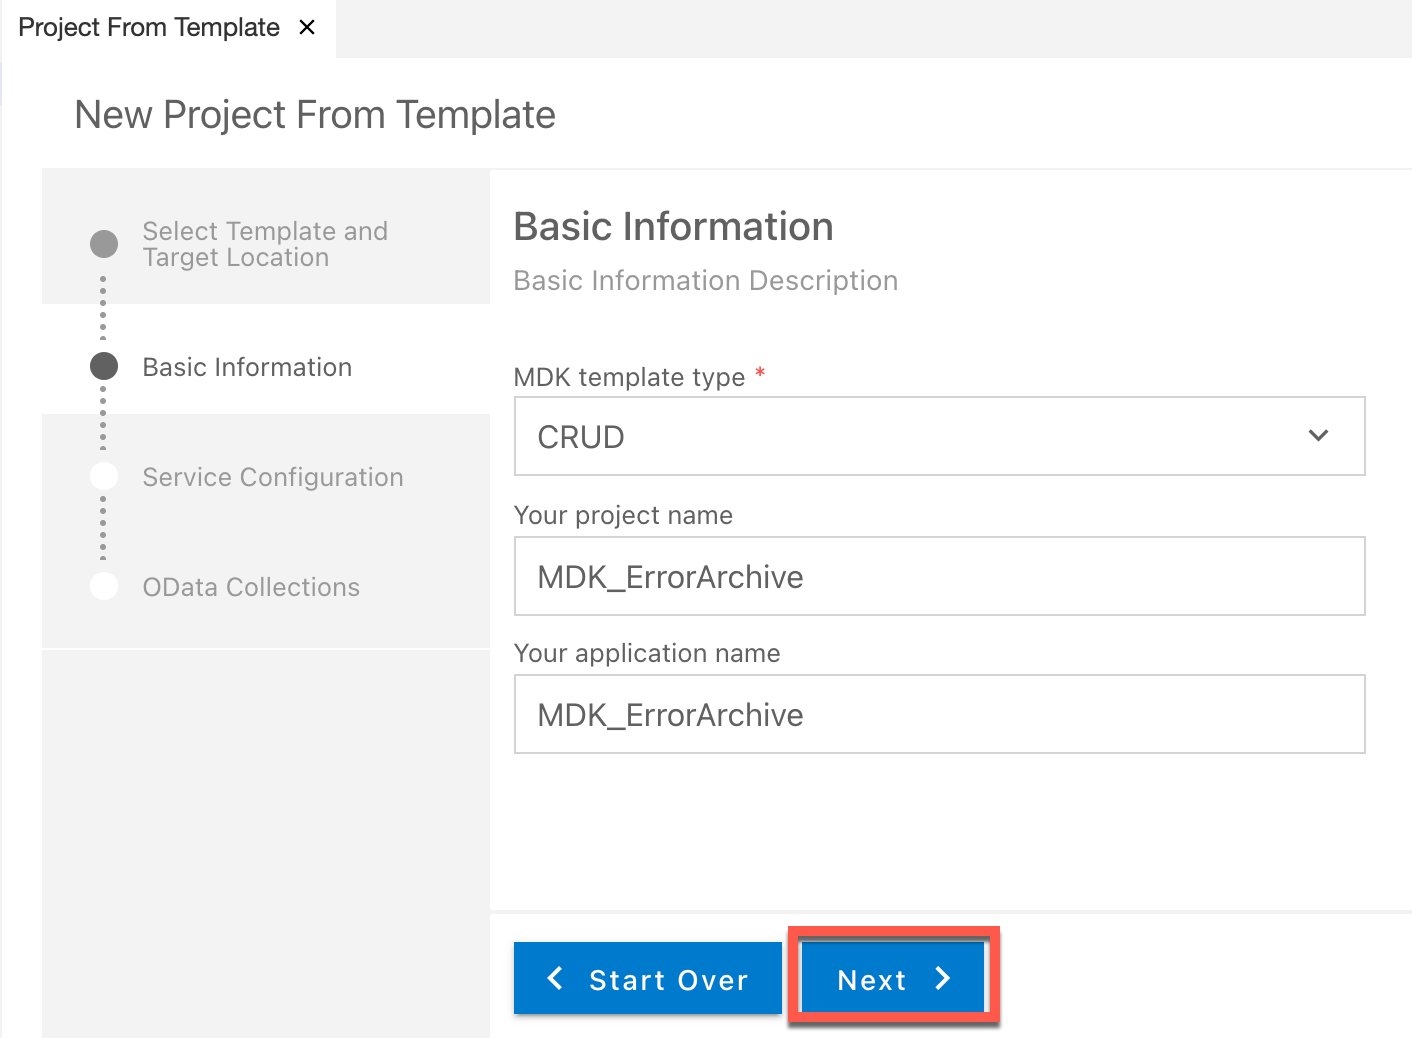 Project From Template
New Project From Template
Select Template and
Target Location
Basic Information
Service Configuration
OData Collections
Basic Information
Basic Information Description
MDK template type *
CRUD
Your project name
MDK_ErrorArchive
Your application name
MDK_ErrorArchive
Start Over
Next